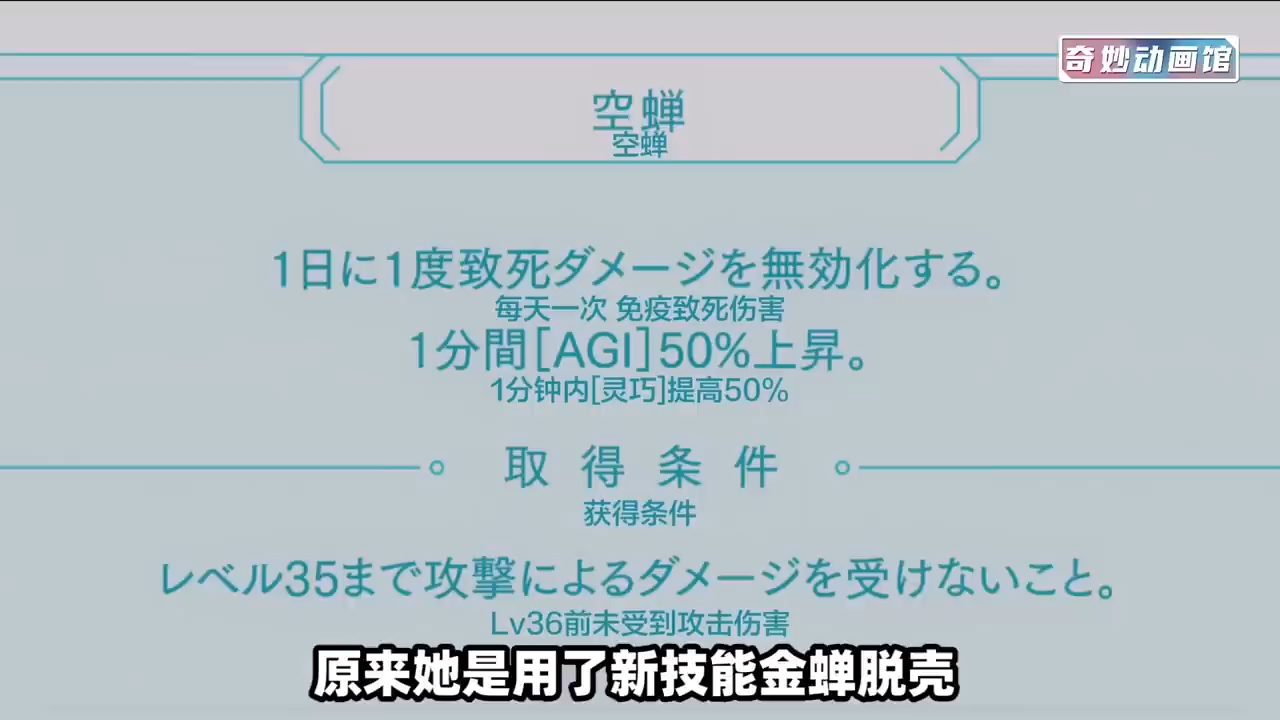 奇妙动画馆
空蝉
空蝉
1日に1度致死ダメージを無効化する。
每天一次 免疫致死伤害
1分間[AGI]50%上昇。
1分钟内[灵巧]提高50%
取得条件
获得条件
レベル35まで攻撃によるダメージを受けないこと。
Lv36前未受到攻击伤害
原来她是用了新技能金蝉脱壳